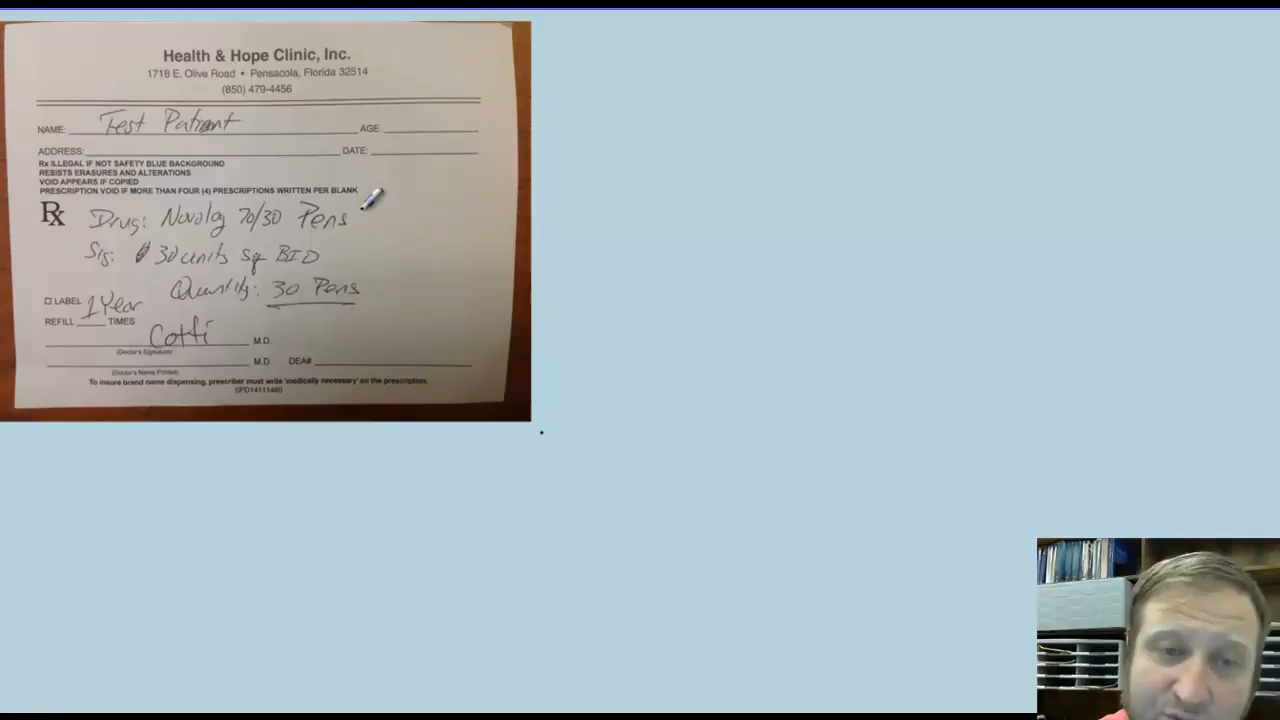 Health & Hope Clinic, Inc.
1718 E. Olive Road • Pensacola, Florida 32514
(850) 479-4456
NAME: Test Patient AGE:
ADDRESS: DATE:
Rx ILLEGAL IF NOT SAFETY BLUE BACKGROUND
RESISTS ERASURES AND ALTERATIONS
VOID APPEARS IF COPIED
PRESCRIPTION VOID IF MORE THAN FOUR (4) PRESCRIPTIONS WRITTEN PER BLANK
Rx Drug: Novolog 70/30 Pens
Sig: 30 units sq BID
Quantity: 30 Pens
LABEL 1 Year
REFILL TIMES
Cotti M.D.
(Doctor's Signature)
M.D. DEA#
(Doctor's Name Printed)
To insure brand name dispensing, prescriber must write 'medically necessary' on the prescription.
SPD14111460